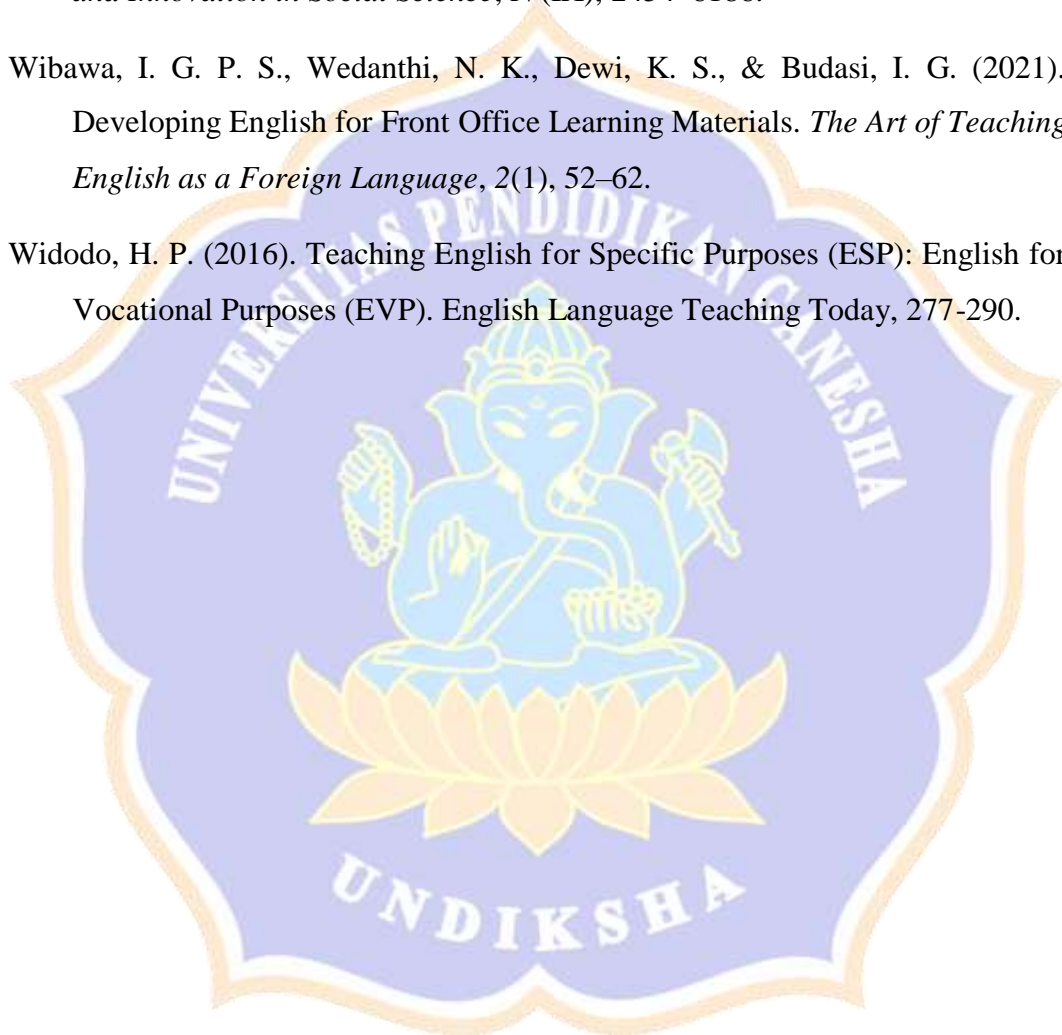 Wibawa, I. G. P. S., Wedanthi, N. K., Dewi, K. S., & Budasi, I. G. (2021).
Developing English for Front Office Learning Materials. The Art of Teaching
English as a Foreign Language, 2(1), 52–62.
Widodo, H. P. (2016). Teaching English for Specific Purposes (ESP): English for
Vocational Purposes (EVP). English Language Teaching Today, 277-290.
UNIVERSITAS PENDIDIKAN GANESHA
UNDIKSHA